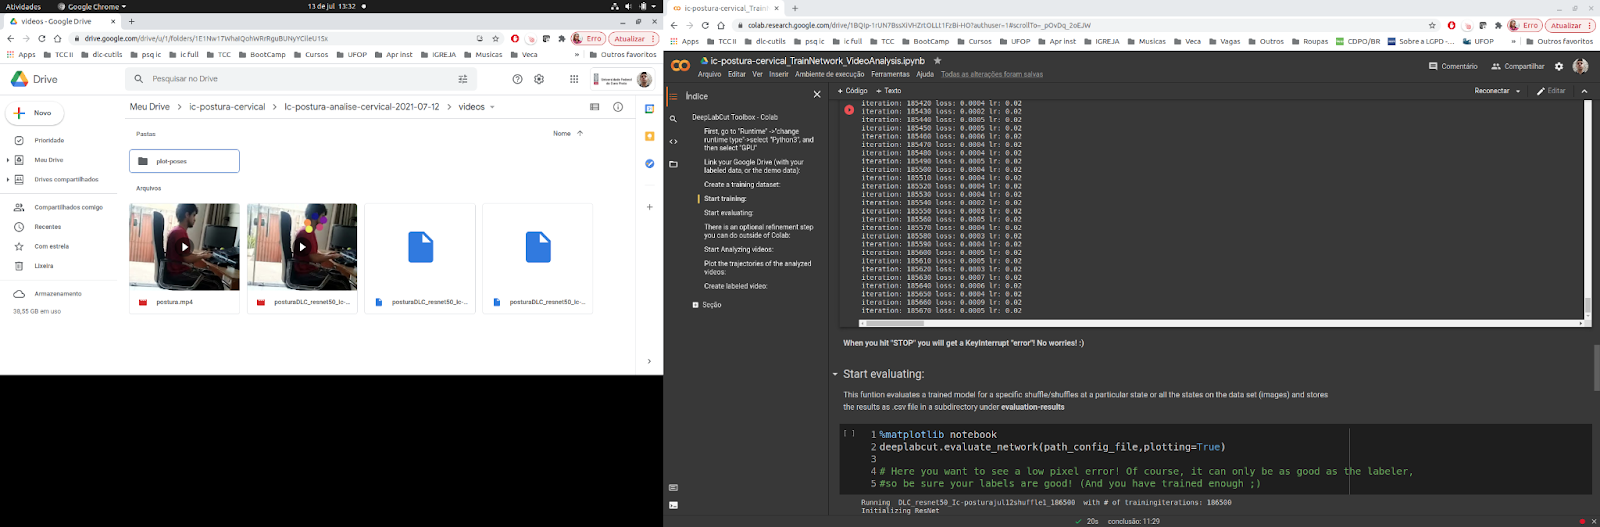 Atividades
Google Chrome
13 de jul 13:32
videos - Google Drive
drive.google.com/drive/u/1/folders/1E1Nw17WhaIQohWRrRguBUNyYCileU1Sx
Erro
Atualizar
Apps
TCC II
dlc-cutils
psq ic
ic full
TCC
BootCamp
Cursos
UFOP
Apr inst
IGREJA
Musicas
Veca
»
Outros favoritos
Drive
Pesquisar no Drive
Novo
Prioridade
Meu Drive
Drives compartilhados
Compartilhados comigo
Recentes
Com estrela
Lixeira
Armazenamento
38,55 GB em uso
Meu Drive > ic-postura-cervical > Ic-postura-analise-cervical-2021-07-12 > videos
Pastas
Nome
plot-poses
Arquivos
postura.mp4
posturaDLC_resnet50_Ic-...
posturaDLC_resnet50_Ic-...
posturaDLC_resnet50_Ic-...
ic-postura-cervical_TrainN
colab.research.google.com/drive/1BQIp-1rUN7BssXiVHZrtOLLt1FzBi-HO?authuser=1#scrollTo=_pOvDq_2oEJW
Erro
Atualizar
Apps
TCC II
dlc-cutils
psq ic
ic full
TCC
BootCamp
Cursos
UFOP
Apr inst
IGREJA
Musicas
Veca
Vagas
Outros
Roupas
CDPO/BR
Sobre a LGPD -...
UFOP
»
Outros favoritos
ic-postura-cervical_TrainNetwork_VideoAnalysis.ipynb
Arquivo Editar Ver Inserir Ambiente de execução Ferramentas Ajuda Todas as alterações foram salvas
Comentário
Compartilhar
Índice
+ Código + Texto
Reconectar
Editar
DeepLabCut Toolbox - Colab
First, go to "Runtime" ->"change
runtime type"->select "Python3", and
then select "GPU"
Link your Google Drive (with your
labeled data, or the demo data):
Create a training dataset:
Start training:
Start evaluating:
There is an optional refinement step
you can do outside of Colab:
Start Analyzing videos:
Plot the trajectories of the analyzed
videos:
Create labeled video:
Seção
iteration: 185420 loss: 0.0004 lr: 0.02
iteration: 185430 loss: 0.0002 lr: 0.02
iteration: 185440 loss: 0.0005 lr: 0.02
iteration: 185450 loss: 0.0005 lr: 0.02
iteration: 185460 loss: 0.0006 lr: 0.02
iteration: 185470 loss: 0.0004 lr: 0.02
iteration: 185480 loss: 0.0004 lr: 0.02
iteration: 185490 loss: 0.0005 lr: 0.02
iteration: 185500 loss: 0.0004 lr: 0.02
iteration: 185510 loss: 0.0004 lr: 0.02
iteration: 185520 loss: 0.0004 lr: 0.02
iteration: 185530 loss: 0.0004 lr: 0.02
iteration: 185540 loss: 0.0002 lr: 0.02
iteration: 185550 loss: 0.0003 lr: 0.02
iteration: 185560 loss: 0.0005 lr: 0.02
iteration: 185570 loss: 0.0004 lr: 0.02
iteration: 185580 loss: 0.0003 lr: 0.02
iteration: 185590 loss: 0.0004 lr: 0.02
iteration: 185600 loss: 0.0005 lr: 0.02
iteration: 185610 loss: 0.0005 lr: 0.02
iteration: 185620 loss: 0.0003 lr: 0.02
iteration: 185630 loss: 0.0007 lr: 0.02
iteration: 185640 loss: 0.0006 lr: 0.02
iteration: 185650 loss: 0.0004 lr: 0.02
iteration: 185660 loss: 0.0009 lr: 0.02
iteration: 185670 loss: 0.0005 lr: 0.02
When you hit "STOP" you will get a KeyInterrupt "error"! No worries! :)
Start evaluating:
This funtion evaluates a trained model for a specific shuffle/shuffles at a particular state or all the states on the data set (images) and stores
the results as .csv file in a subdirectory under evaluation-results
[ ]
1 %matplotlib notebook
2 deeplabcut.evaluate_network(path_config_file,plotting=True)
3
4 # Here you want to see a low pixel error! Of course, it can only be as good as the labeler,
5 #so be sure your labels are good! (And you have trained enough ;)
Running DLC_resnet50_Ic-posturajul12shuffle1_186500 with # of trainingiterations: 186500
Initializing ResNet
20s conclusão: 11:29